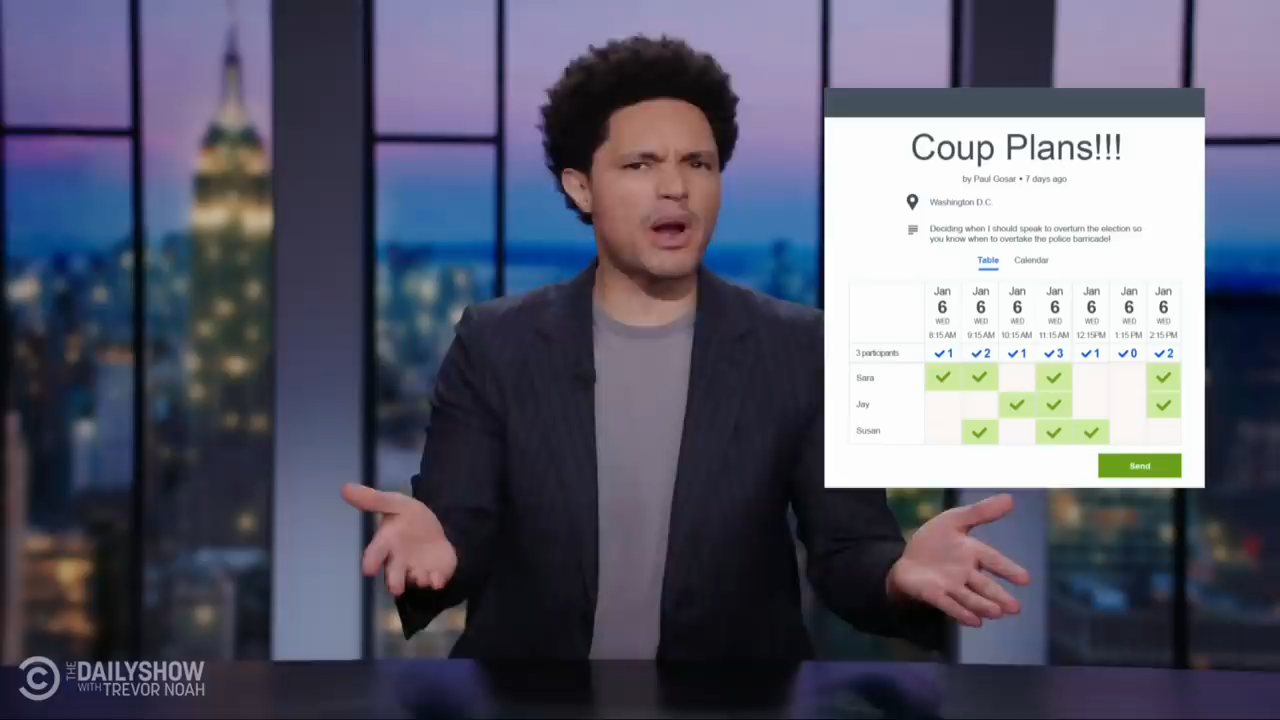 Coup Plans!!!
by Paul Gosar • 7 days ago
Washington D.C.
Deciding when I should speak to overturn the election so
you know when to overtake the police barricade!
Table Calendar
Jan Jan Jan Jan Jan Jan Jan
6 6 6 6 6 6 6
WED WED WED WED WED WED WED
8:15 AM 9:15 AM 10:15 AM 11:15 AM 12:15PM 1:15 PM 2:15 PM
3 participants ✓1 ✓2 ✓1 ✓3 ✓1 ✓0 ✓2
Sara
Jay
Susan
Send
THE DAILYSHOW
WITH TREVOR NOAH